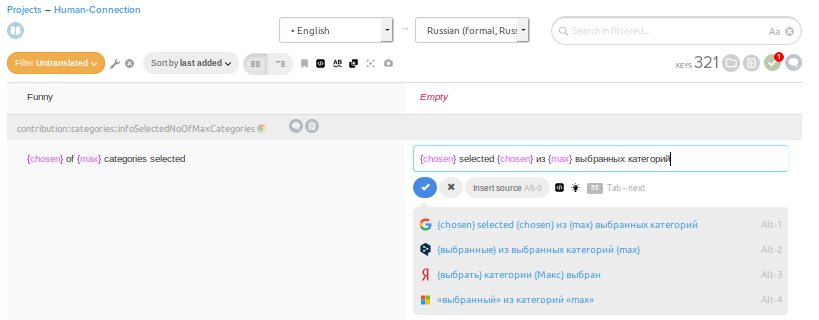 Projects – Human-Connection
• English → Russian (formal, Russ
Search in filtered... Aa
Filter Untranslated
Sort by last added
AB
KEYS 321
1
Funny
Empty
contribution::categories::infoSelectedNoOfMaxCategories
{chosen} of {max} categories selected
{chosen} selected {chosen} из {max} выбранных категорий
Insert source Alt-0
55
Tab - next
{chosen} selected {chosen} из {max} выбранных категорий Alt-1
{выбранные} из выбранных категорий {max} Alt-2
{выбрать} категории {Макс} выбран Alt-3
«выбранный» из категорий «max» Alt-4